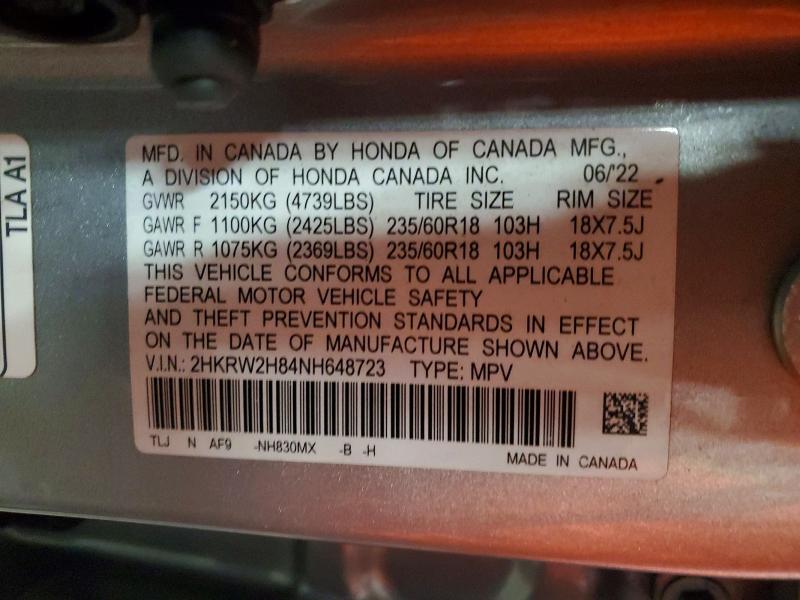 TLA A1
MFD. IN CANADA BY HONDA OF CANADA MFG.,
A DIVISION OF HONDA CANADA INC. 06/'22
GVWR 2150KG (4739LBS) TIRE SIZE RIM SIZE
GAWR F 1100KG (2425LBS) 235/60R18 103H 18X7.5J
GAWR R 1075KG (2369LBS) 235/60R18 103H 18X7.5J
THIS VEHICLE CONFORMS TO ALL APPLICABLE
FEDERAL MOTOR VEHICLE SAFETY
AND THEFT PREVENTION STANDARDS IN EFFECT
ON THE DATE OF MANUFACTURE SHOWN ABOVE.
V.I.N.: 2HKRW2H84NH648723 TYPE: MPV
TLJ N AF9 -NH830MX -B -H
MADE IN CANADA